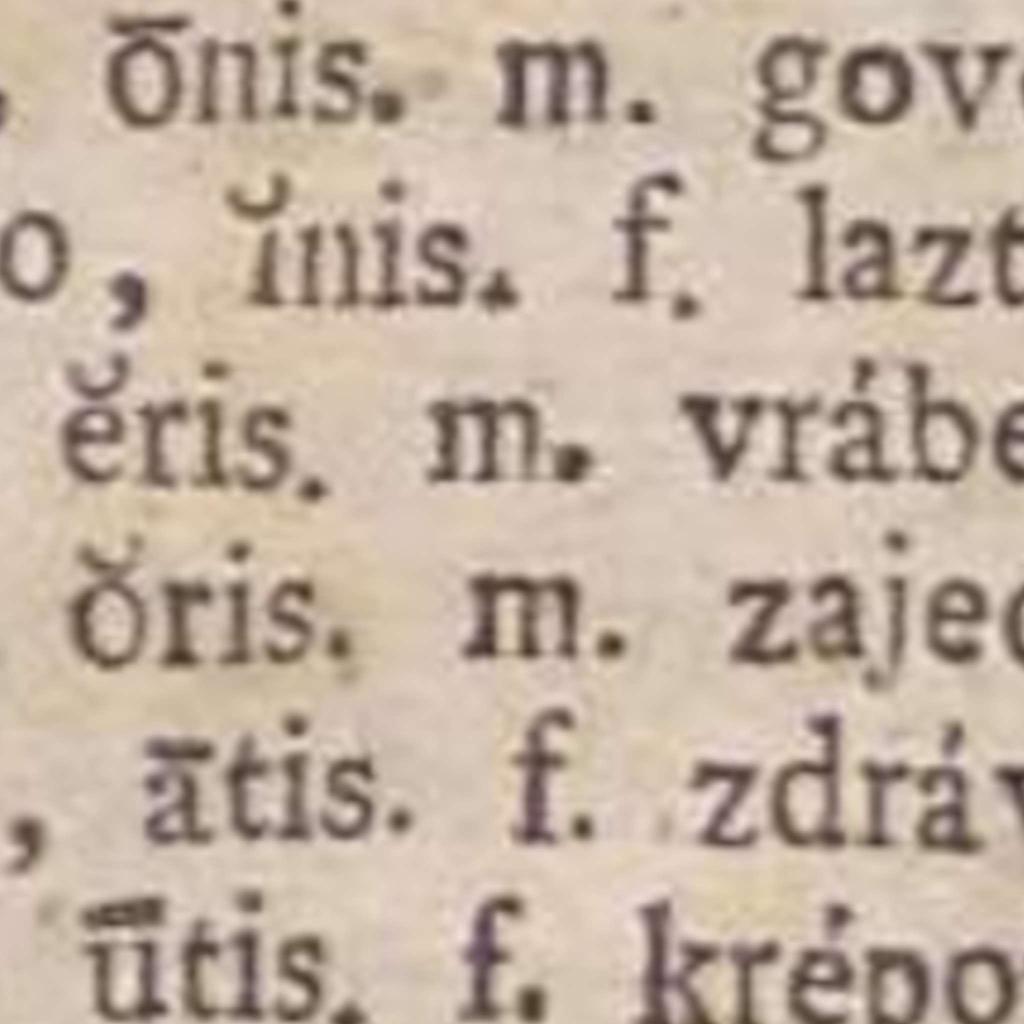 ōnis. m. gov
o, ĭnis. f. lazt
ĕris. m. vrábe
ŏris. m. zajec
, ātis. f. zdráv
ūtis. f. krépo